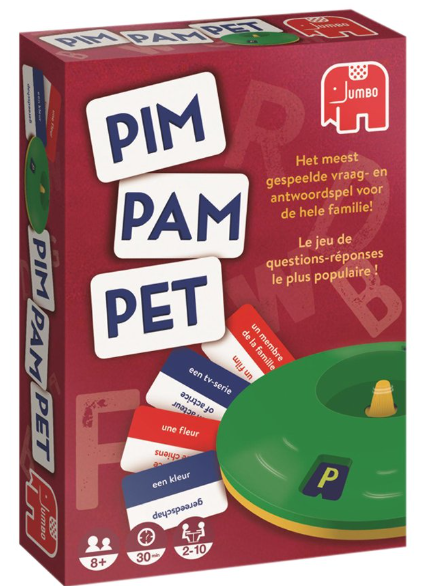 PIM PAM PET
JUMBO
PIM
PAM
PET
Het meest
gespeelde vraag- en
antwoordspel voor
de hele familie!
Le jeu de
questions-réponses
le plus populaire !
un membre
de la famille
un film
een tv-serie
of actrice
acteur
une fleur
een kleur
gereedschap
P
8+
30 min
2-10
PIM PAM PET
JUMBO